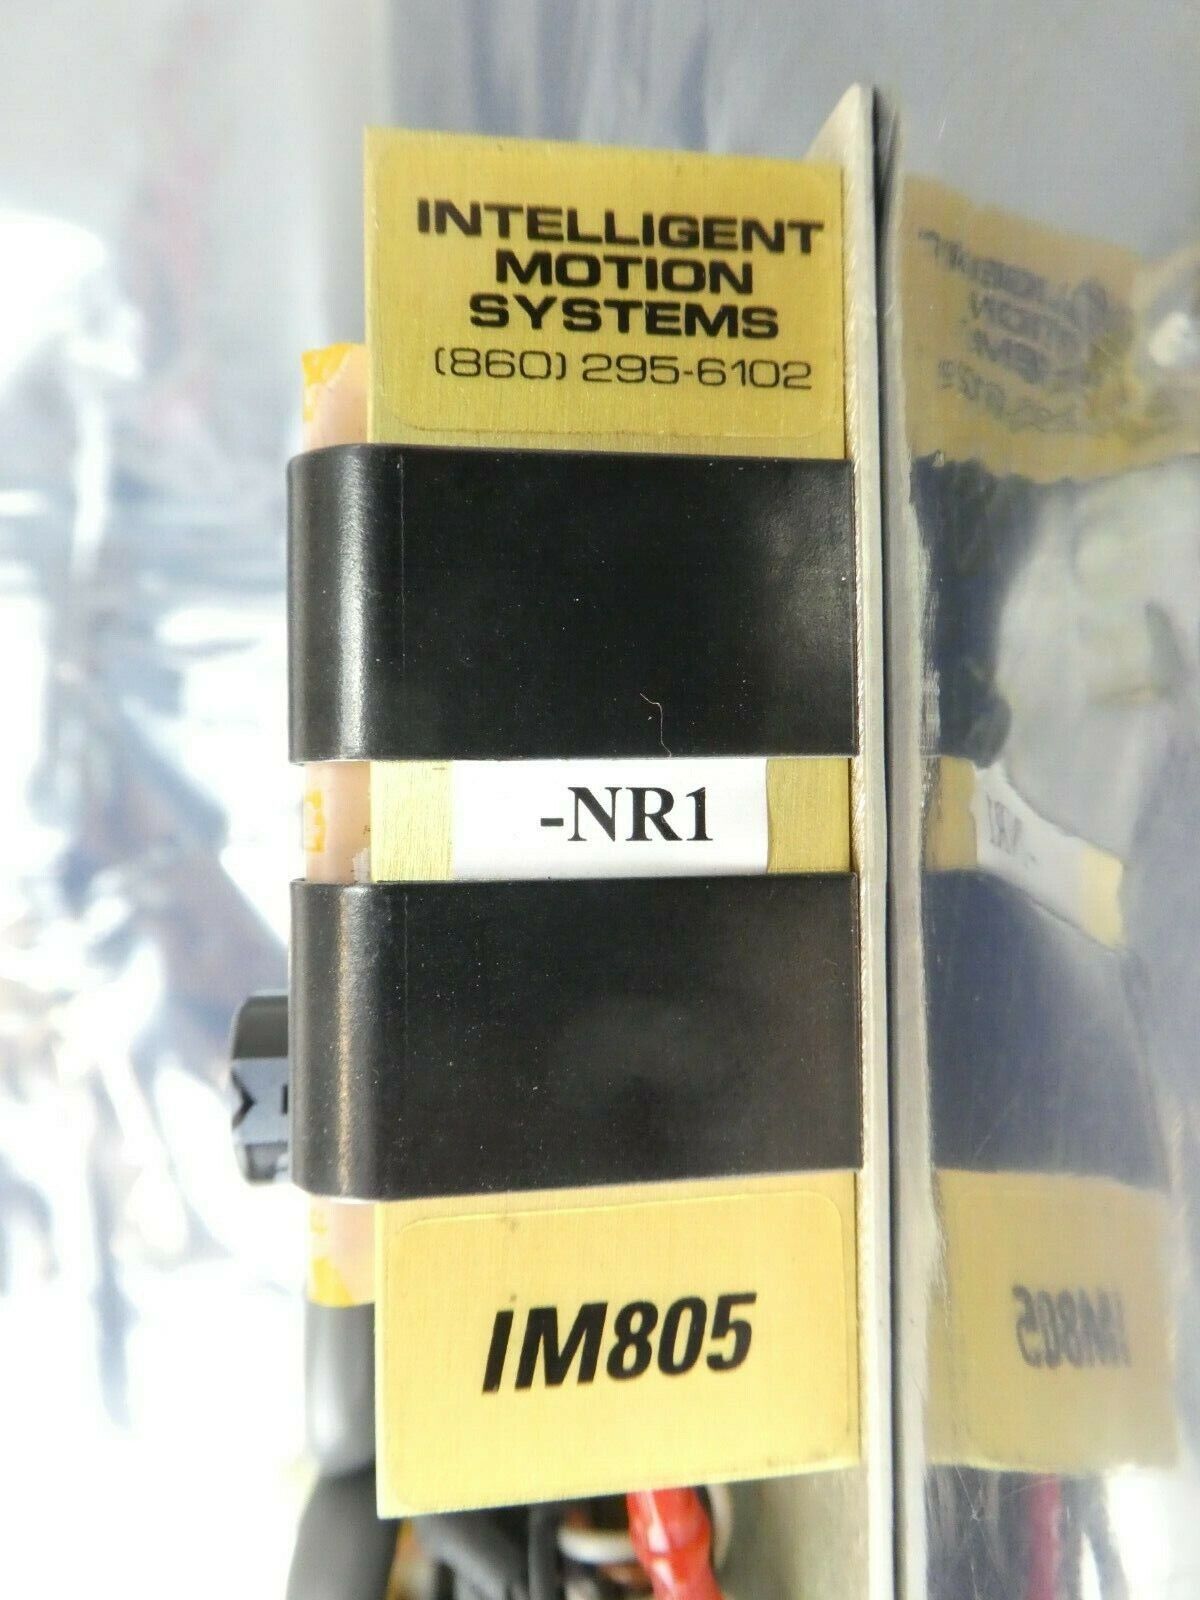 INTELLIGENT
MOTION
SYSTEMS
(860) 295-6102
-NR1
IM805